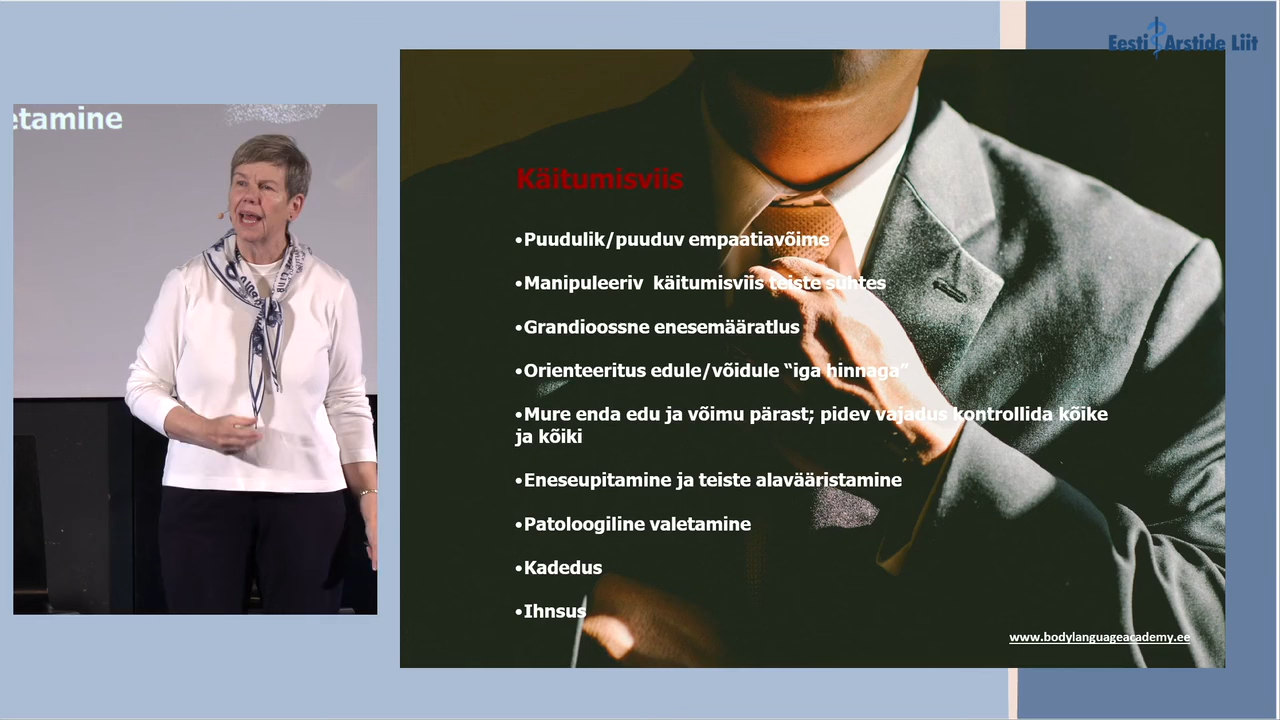 Eesti Arstide Liit
etamine
Käitumisviis
•Puudulik/puuduv empaatiavõime
•Manipuleeriv käitumisviis teiste suhtes
•Grandioossne enesemääratlus
•Orienteeritus edule/võidule “iga hinnaga”
•Mure enda edu ja võimu pärast; pidev vajadus kontrollida kõike
ja kõiki
•Eneseupitamine ja teiste alavääristamine
•Patoloogiline valetamine
•Kadedus
•Ihnsus
www.bodylanguageacademy.ee